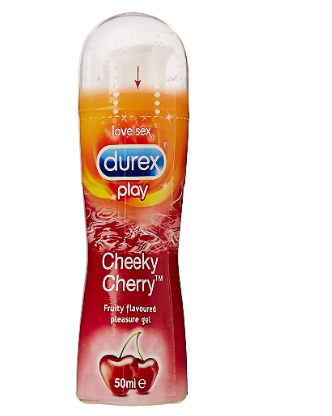 love sex
durex®
play
Cheeky
Cherry™
Fruity flavoured
pleasure gel
50ml ℮